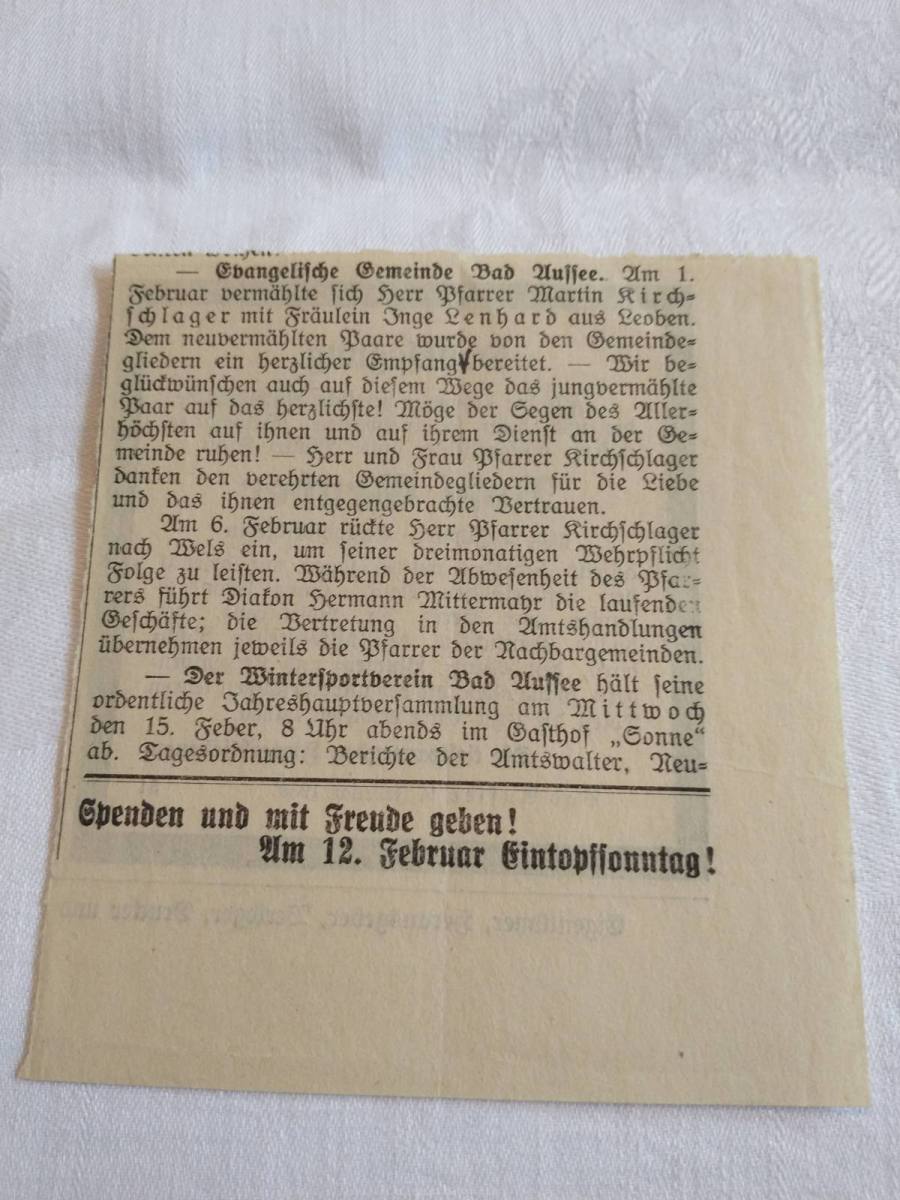 — Evangelische Gemeinde Bad Aussee. Am 1.
Februar vermählte sich Herr Pfarrer Martin Kirch=
schlager mit Fräulein Inge Lenhard aus Leoben.
Dem neuvermählten Paare wurde von den Gemeinde=
gliedern ein herzlicher Empfang bereitet. — Wir be=
glückwünschen auch auf diesem Wege das jungvermählte
Paar auf das herzlichste! Möge der Segen des Aller=
höchsten auf ihnen und auf ihrem Dienst an der Ge=
meinde ruhen! — Herr und Frau Pfarrer Kirchschlager
danken den verehrten Gemeindegliedern für die Liebe
und das ihnen entgegengebrachte Vertrauen.
Am 6. Februar rückte Herr Pfarrer Kirchschlager
nach Wels ein, um seiner dreimonatigen Wehrpflicht
Folge zu leisten. Während der Abwesenheit des Pfar=
rers führt Diakon Hermann Mittermayr die laufenden
Geschäfte; die Vertretung in den Amtshandlungen
übernehmen jeweils die Pfarrer der Nachbargemeinden.
— Der Wintersportverein Bad Aussee hält seine
ordentliche Jahreshauptversammlung am Mittwoch
den 15. Feber, 8 Uhr abends im Gasthof „Sonne“
ab. Tagesordnung: Berichte der Amtswalter, Neu=
Spenden und mit Freude geben!
Am 12. Februar Eintopfsonntag!